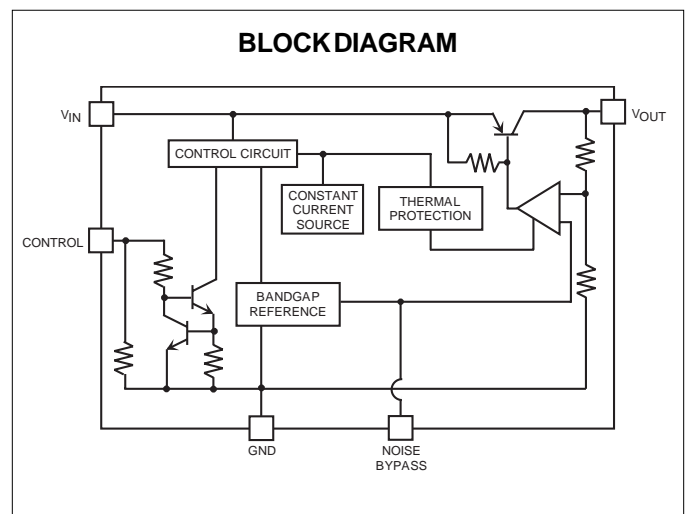 BLOCK DIAGRAM
VIN
VOUT
CONTROL CIRCUIT
CONSTANT
CURRENT
SOURCE
THERMAL
PROTECTION
CONTROL
BANDGAP
REFERENCE
GND
NOISE
BYPASS